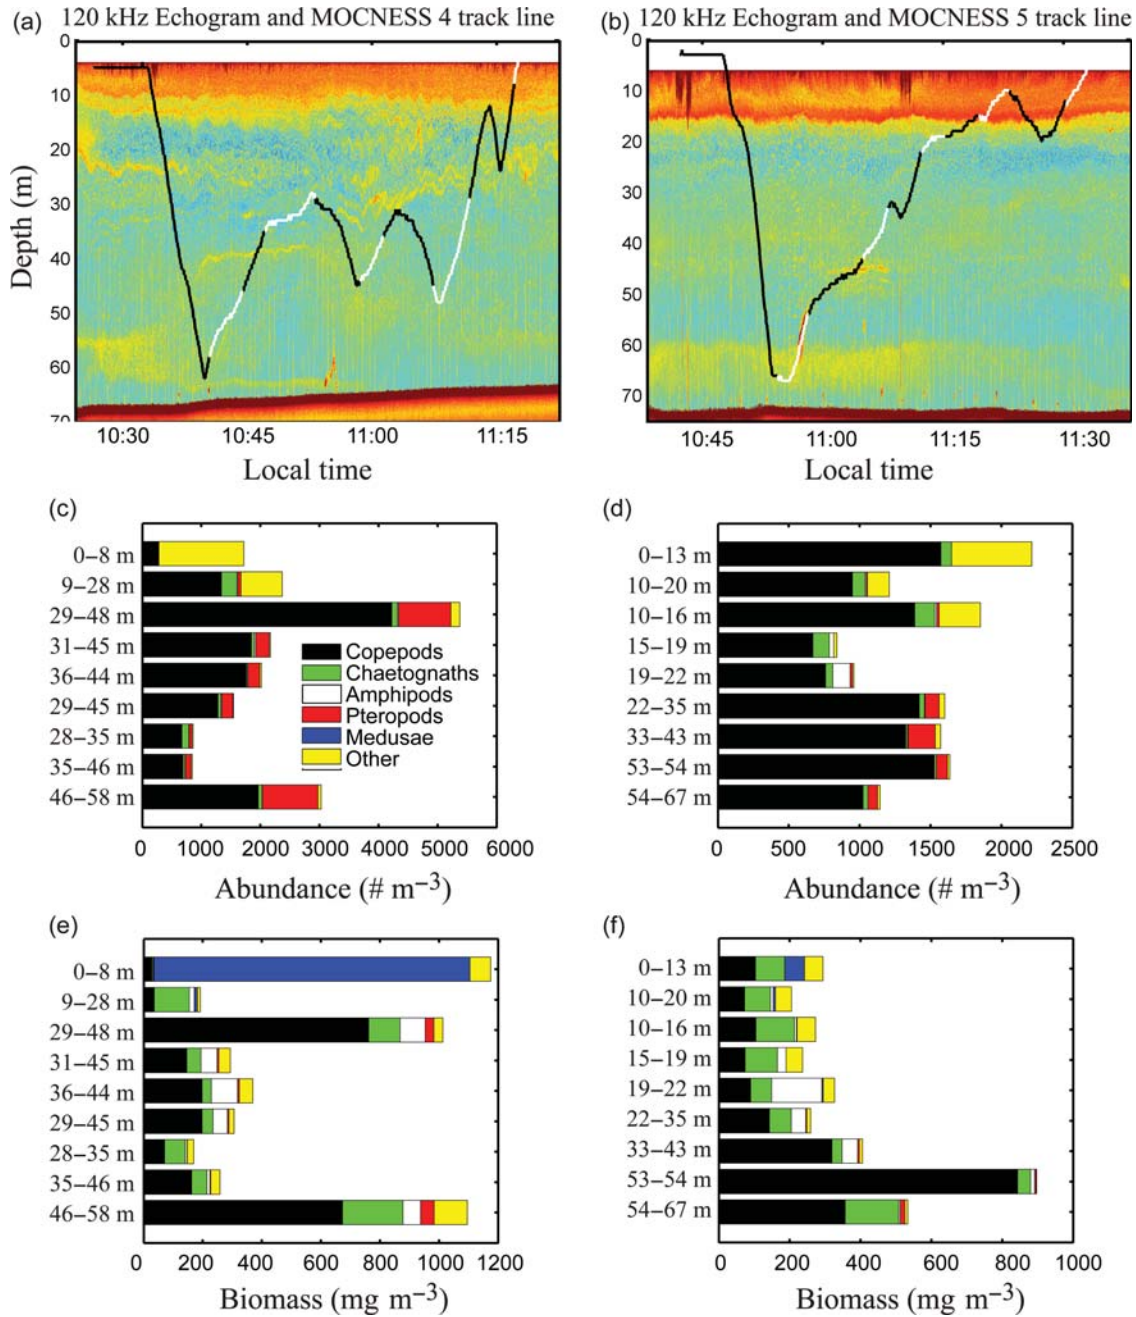 (a) 120 kHz Echogram and MOCNESS 4 track line
0
10
20
30
40
50
60
70
Depth (m)
10:30 10:45 11:00 11:15
Local time
(b) 120 kHz Echogram and MOCNESS 5 track line
0
10
20
30
40
50
60
70
10:45 11:00 11:15 11:30
Local time
(c)
0–8 m
9–28 m
29–48 m
31–45 m
36–44 m
29–45 m
28–35 m
35–46 m
46–58 m
Copepods
Chaetognaths
Amphipods
Pteropods
Medusae
Other
0 1000 2000 3000 4000 5000 6000
Abundance (# m⁻³)
(d)
0–13 m
10–20 m
10–16 m
15–19 m
19–22 m
22–35 m
33–43 m
53–54 m
54–67 m
0 500 1000 1500 2000 2500
Abundance (# m⁻³)
(e)
0–8 m
9–28 m
29–48 m
31–45 m
36–44 m
29–45 m
28–35 m
35–46 m
46–58 m
0 200 400 600 800 1000 1200
Biomass (mg m⁻³)
(f)
0–13 m
10–20 m
10–16 m
15–19 m
19–22 m
22–35 m
33–43 m
53–54 m
54–67 m
0 200 400 600 800 1000
Biomass (mg m⁻³)